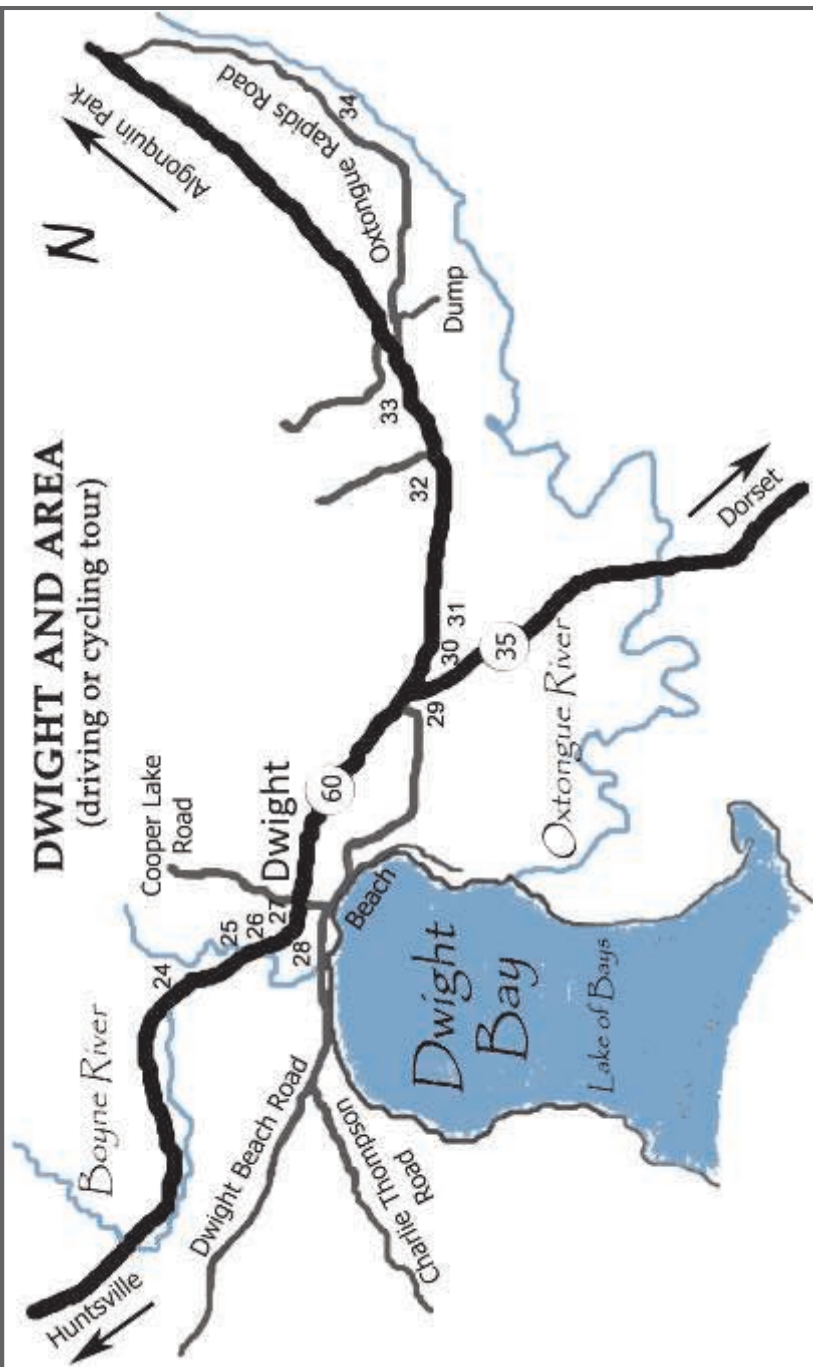 DWIGHT AND AREA
(driving or cycling tour)
N
Huntsville
Boyne River
24
25
26
27
28
Cooper Lake
Road
Dwight
60
Algonquin Park
Oxtongue Rapids Road
34
33
32
Dump
31
30
29
35
Dorset
Oxtongue River
Beach
Dwight
Bay
Lake of Bays
Dwight Beach Road
Charlie Thompson
Road